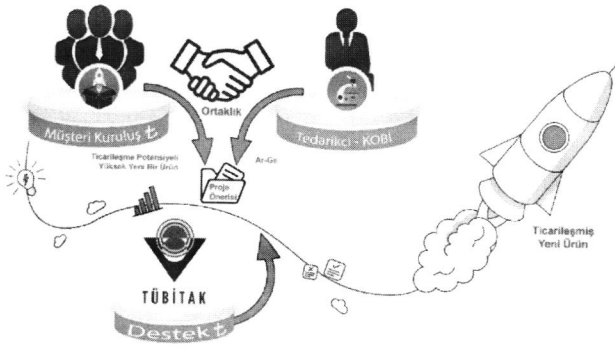 Ortaklık
Müşteri Kuruluş ₺
Tedarikçi - KOBİ
Ticarileşme Potansiyeli
Yüksek Yeni Bir Ürün
Ar-Ge
Proje
Önerisi
Ticarileşmiş
Yeni Ürün
TÜBİTAK
Destek ₺